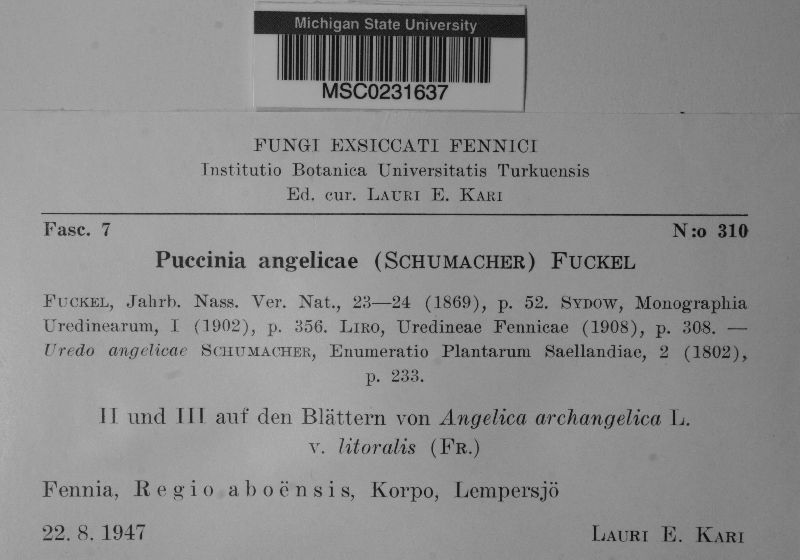 Michigan State University
MSC0231637
FUNGI EXSICCATI FENNICI
Institutio Botanica Universitatis Turkuensis
Ed. cur. LAURI E. KARI
Fasc. 7 N:o 310
Puccinia angelicae (SCHUMACHER) FUCKEL
FUCKEL, Jahrb. Nass. Ver. Nat., 23—24 (1869), p. 52. SYDOW, Monographia
Uredinearum, I (1902), p. 356. LIRO, Uredineae Fennicae (1908), p. 308. —
Uredo angelicae SCHUMACHER, Enumeratio Plantarum Saellandiae, 2 (1802),
p. 233.
II und III auf den Blättern von Angelica archangelica L.
v. litoralis (FR.)
Fennia, Regio aboënsis, Korpo, Lempersjö
22. 8. 1947 LAURI E. KARI